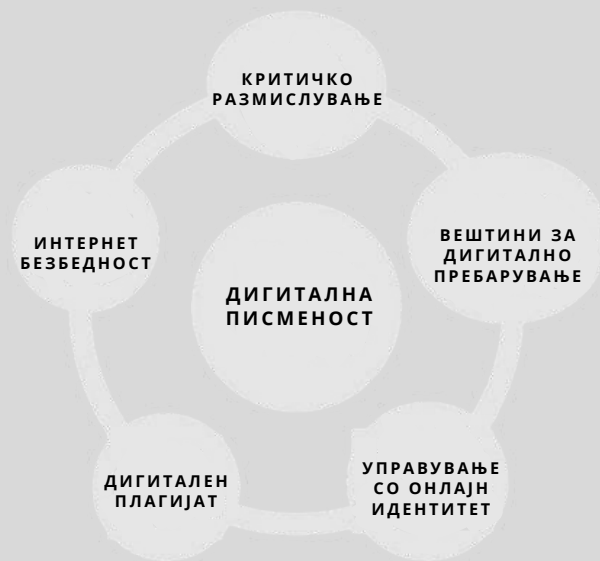 КРИТИЧКО
РАЗМИСЛУВАЊЕ
ВЕШТИНИ ЗА
ДИГИТАЛНО
ПРЕБАРУВАЊЕ
ИНТЕРНЕТ
БЕЗБЕДНОСТ
ДИГИТАЛНА
ПИСМЕНОСТ
УПРАВУВАЊЕ
СО ОНЛАЈН
ИДЕНТИТЕТ
ДИГИТАЛЕН
ПЛАГИЈАТ